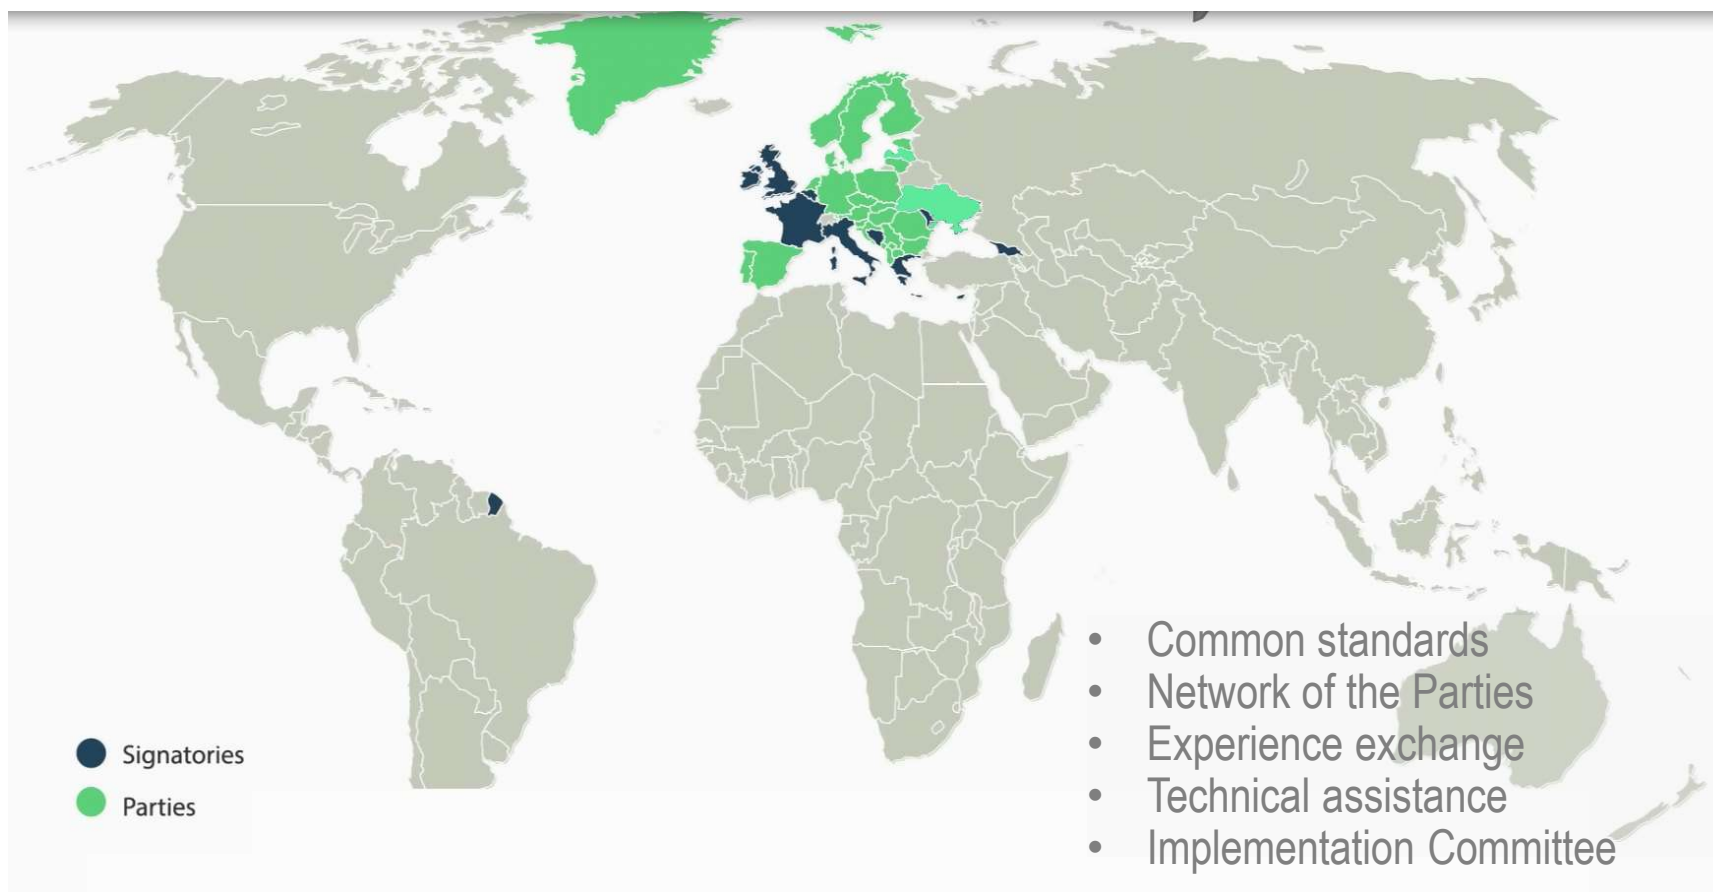 Signatories
Parties
• Common standards
• Network of the Parties
• Experience exchange
• Technical assistance
• Implementation Committee